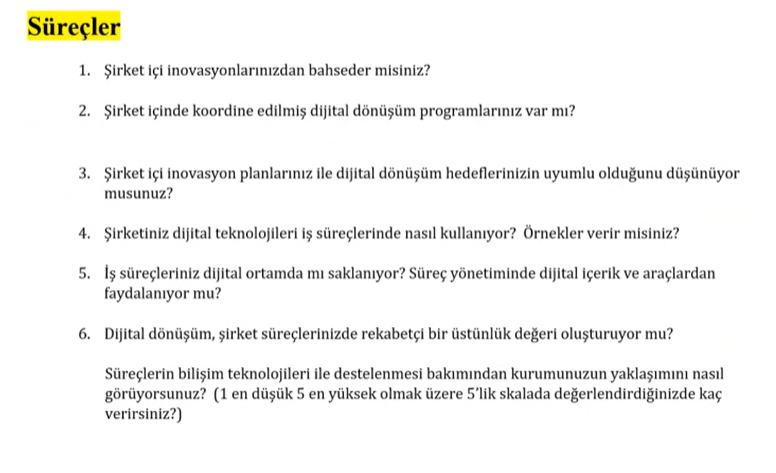 Süreçler
1. Şirket içi inovasyonlarınızdan bahseder misiniz?
2. Şirket içinde koordine edilmiş dijital dönüşüm programlarınız var mı?
3. Şirket içi inovasyon planlarınız ile dijital dönüşüm hedeflerinizin uyumlu olduğunu düşünüyor
musunuz?
4. Şirketiniz dijital teknolojileri iş süreçlerinde nasıl kullanıyor? Örnekler verir misiniz?
5. İş süreçleriniz dijital ortamda mı saklanıyor? Süreç yönetiminde dijital içerik ve araçlardan
faydalanıyor mu?
6. Dijital dönüşüm, şirket süreçlerinizde rekabetçi bir üstünlük değeri oluşturuyor mu?
Süreçlerin bilişim teknolojileri ile destelenmesi bakımından kurumunuzun yaklaşımını nasıl
görüyorsunuz? (1 en düşük 5 en yüksek olmak üzere 5'lik skalada değerlendirdiğinizde kaç
verirsiniz?)